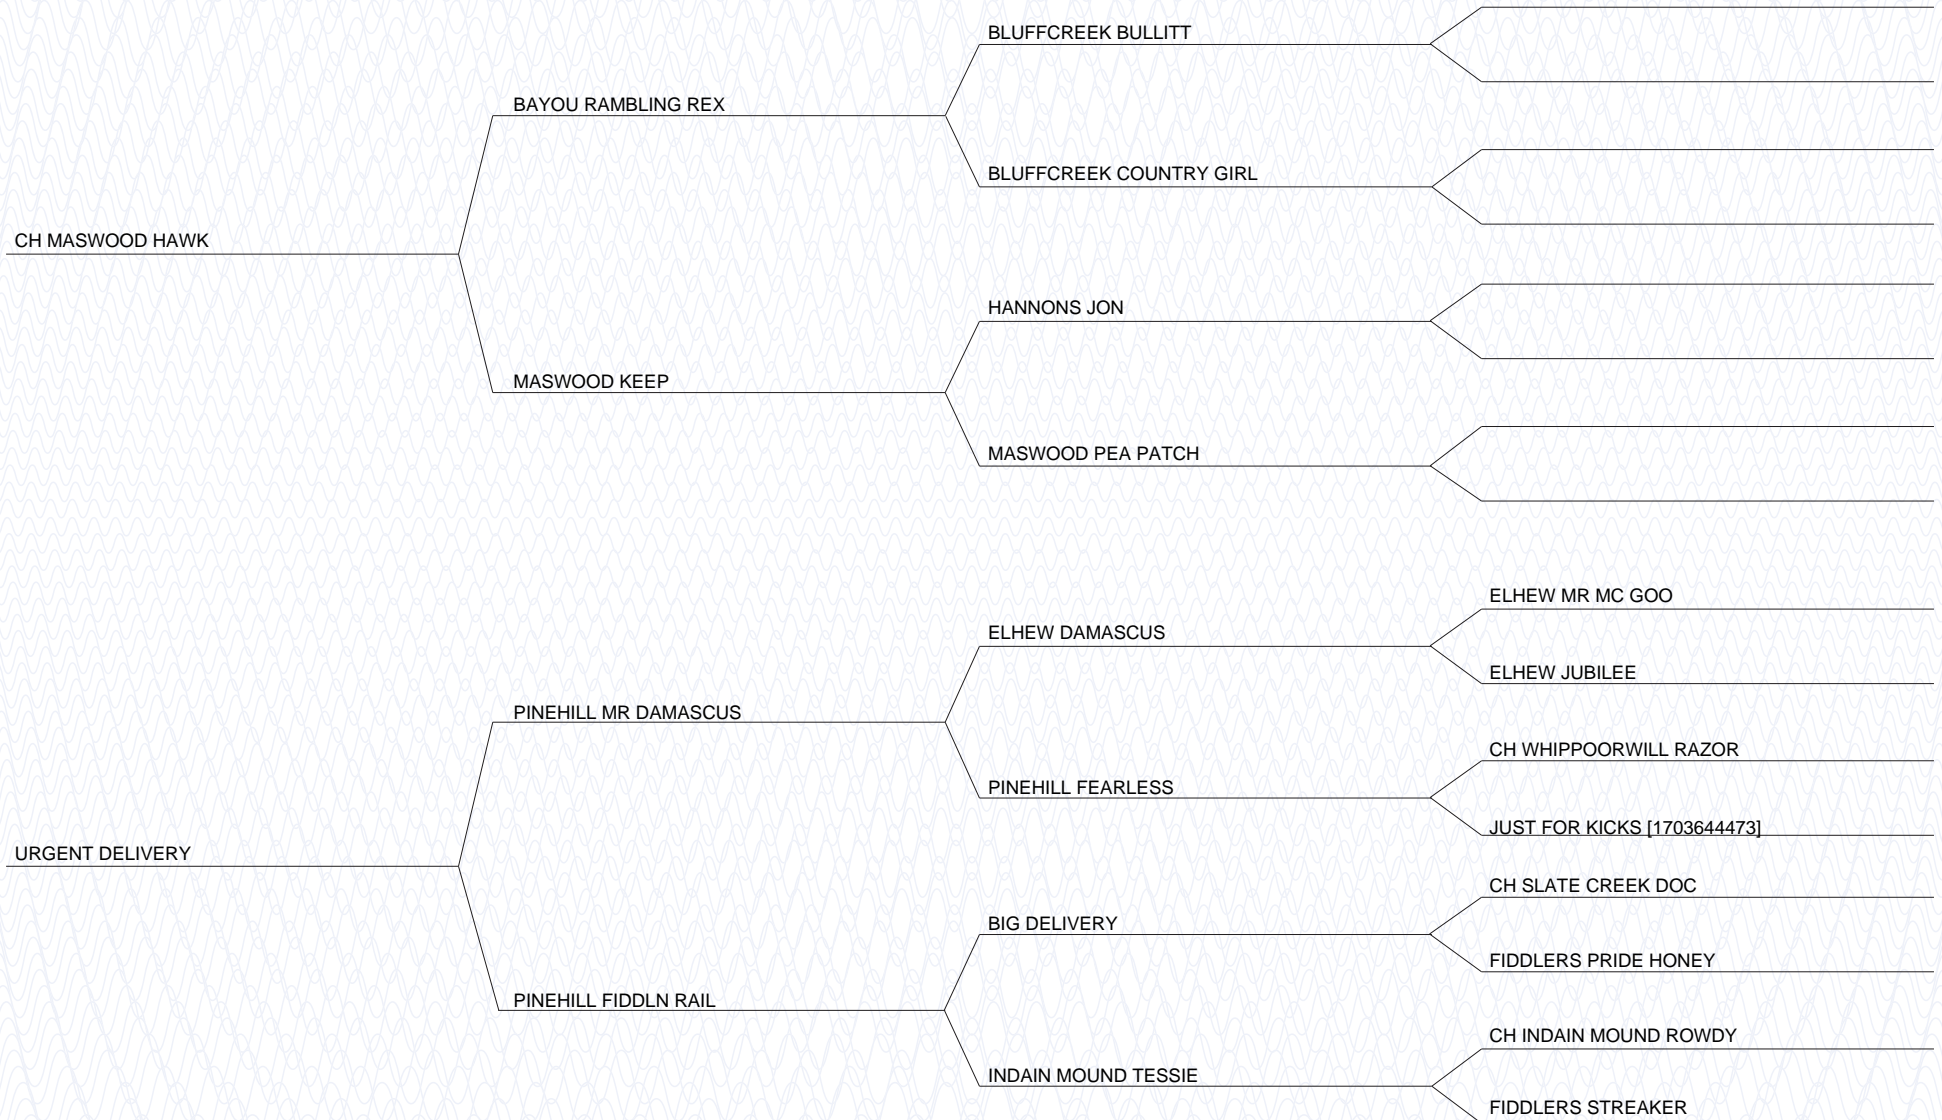 BLUFFCREEK BULLITT
BAYOU RAMBLING REX
BLUFFCREEK COUNTRY GIRL
CH MASWOOD HAWK
HANNONS JON
MASWOOD KEEP
MASWOOD PEA PATCH
ELHEW MR MC GOO
ELHEW DAMASCUS
ELHEW JUBILEE
PINEHILL MR DAMASCUS
CH WHIPPOORWILL RAZOR
PINEHILL FEARLESS
JUST FOR KICKS [1703644473]
URGENT DELIVERY
CH SLATE CREEK DOC
BIG DELIVERY
FIDDLERS PRIDE HONEY
PINEHILL FIDDLN RAIL
CH INDAIN MOUND ROWDY
INDAIN MOUND TESSIE
FIDDLERS STREAKER